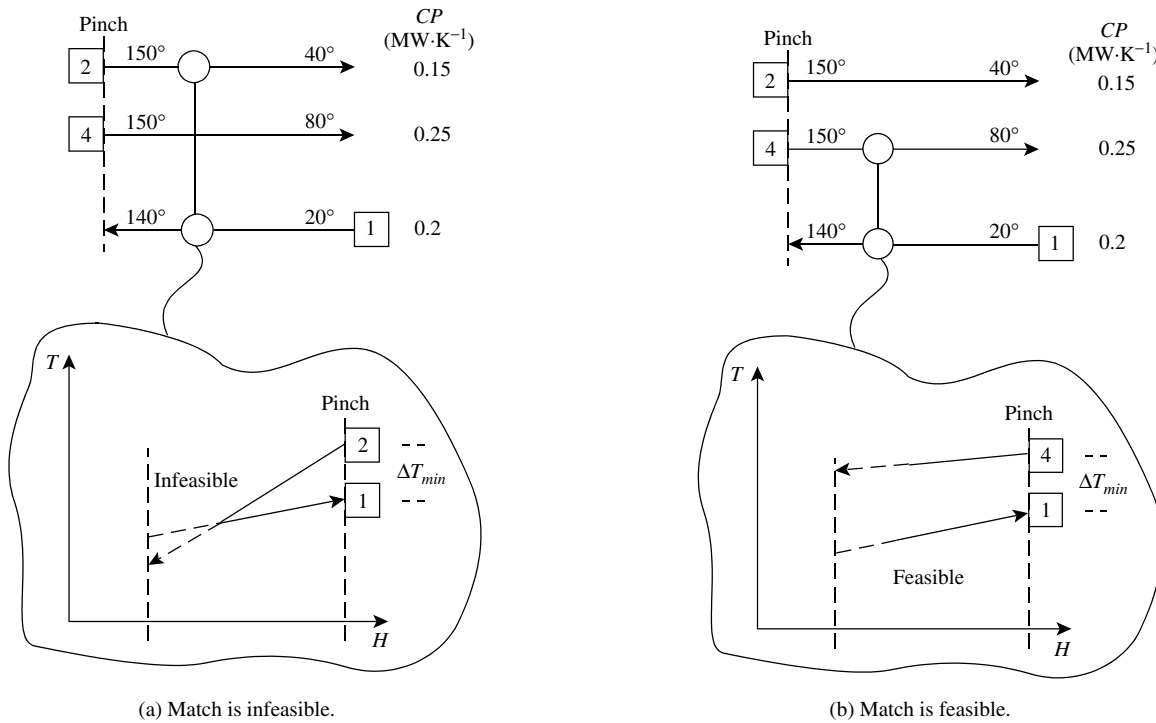 Pinch
CP
(MW·K⁻¹)
2
150°
40°
0.15
4
150°
80°
0.25
140°
20°
1
0.2
T
Pinch
2
Infeasible
ΔTmin
1
H
(a) Match is infeasible.
Pinch
CP
(MW·K⁻¹)
2
150°
40°
0.15
4
150°
80°
0.25
140°
20°
1
0.2
T
Pinch
4
ΔTmin
1
Feasible
H
(b) Match is feasible.